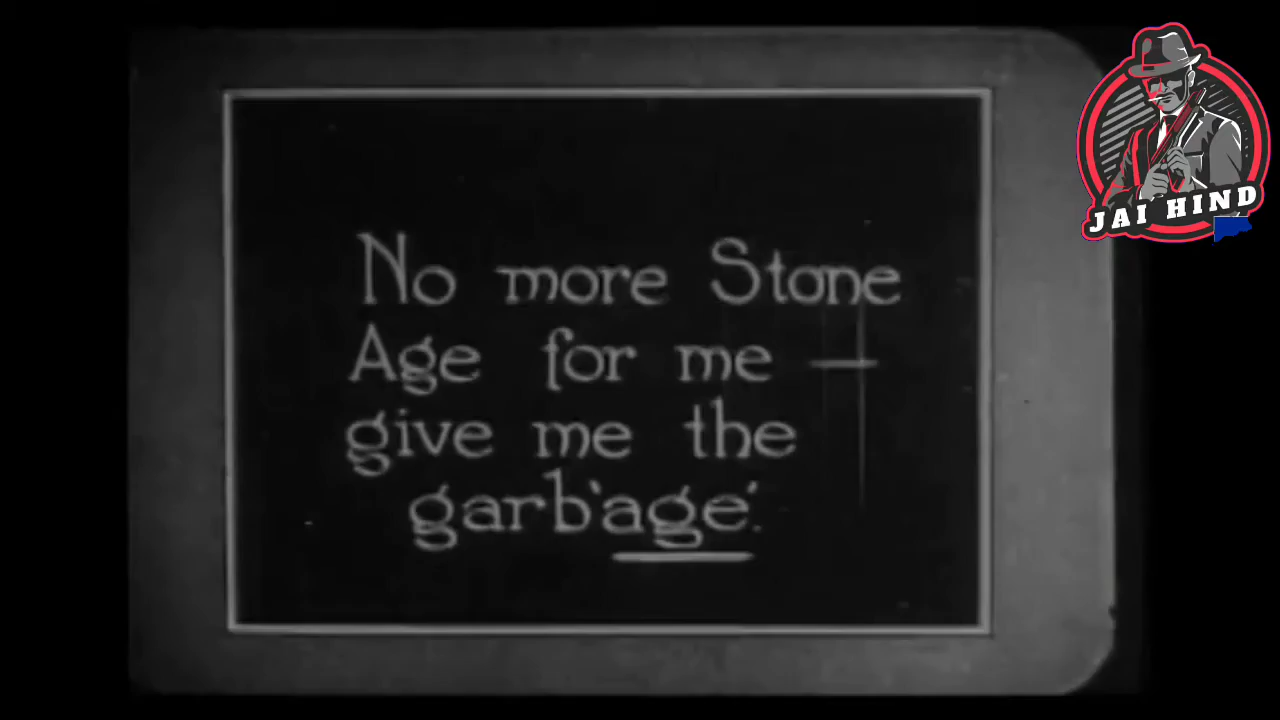 No more Stone
Age for me —
give me the
garb'age'.
JAI HIND